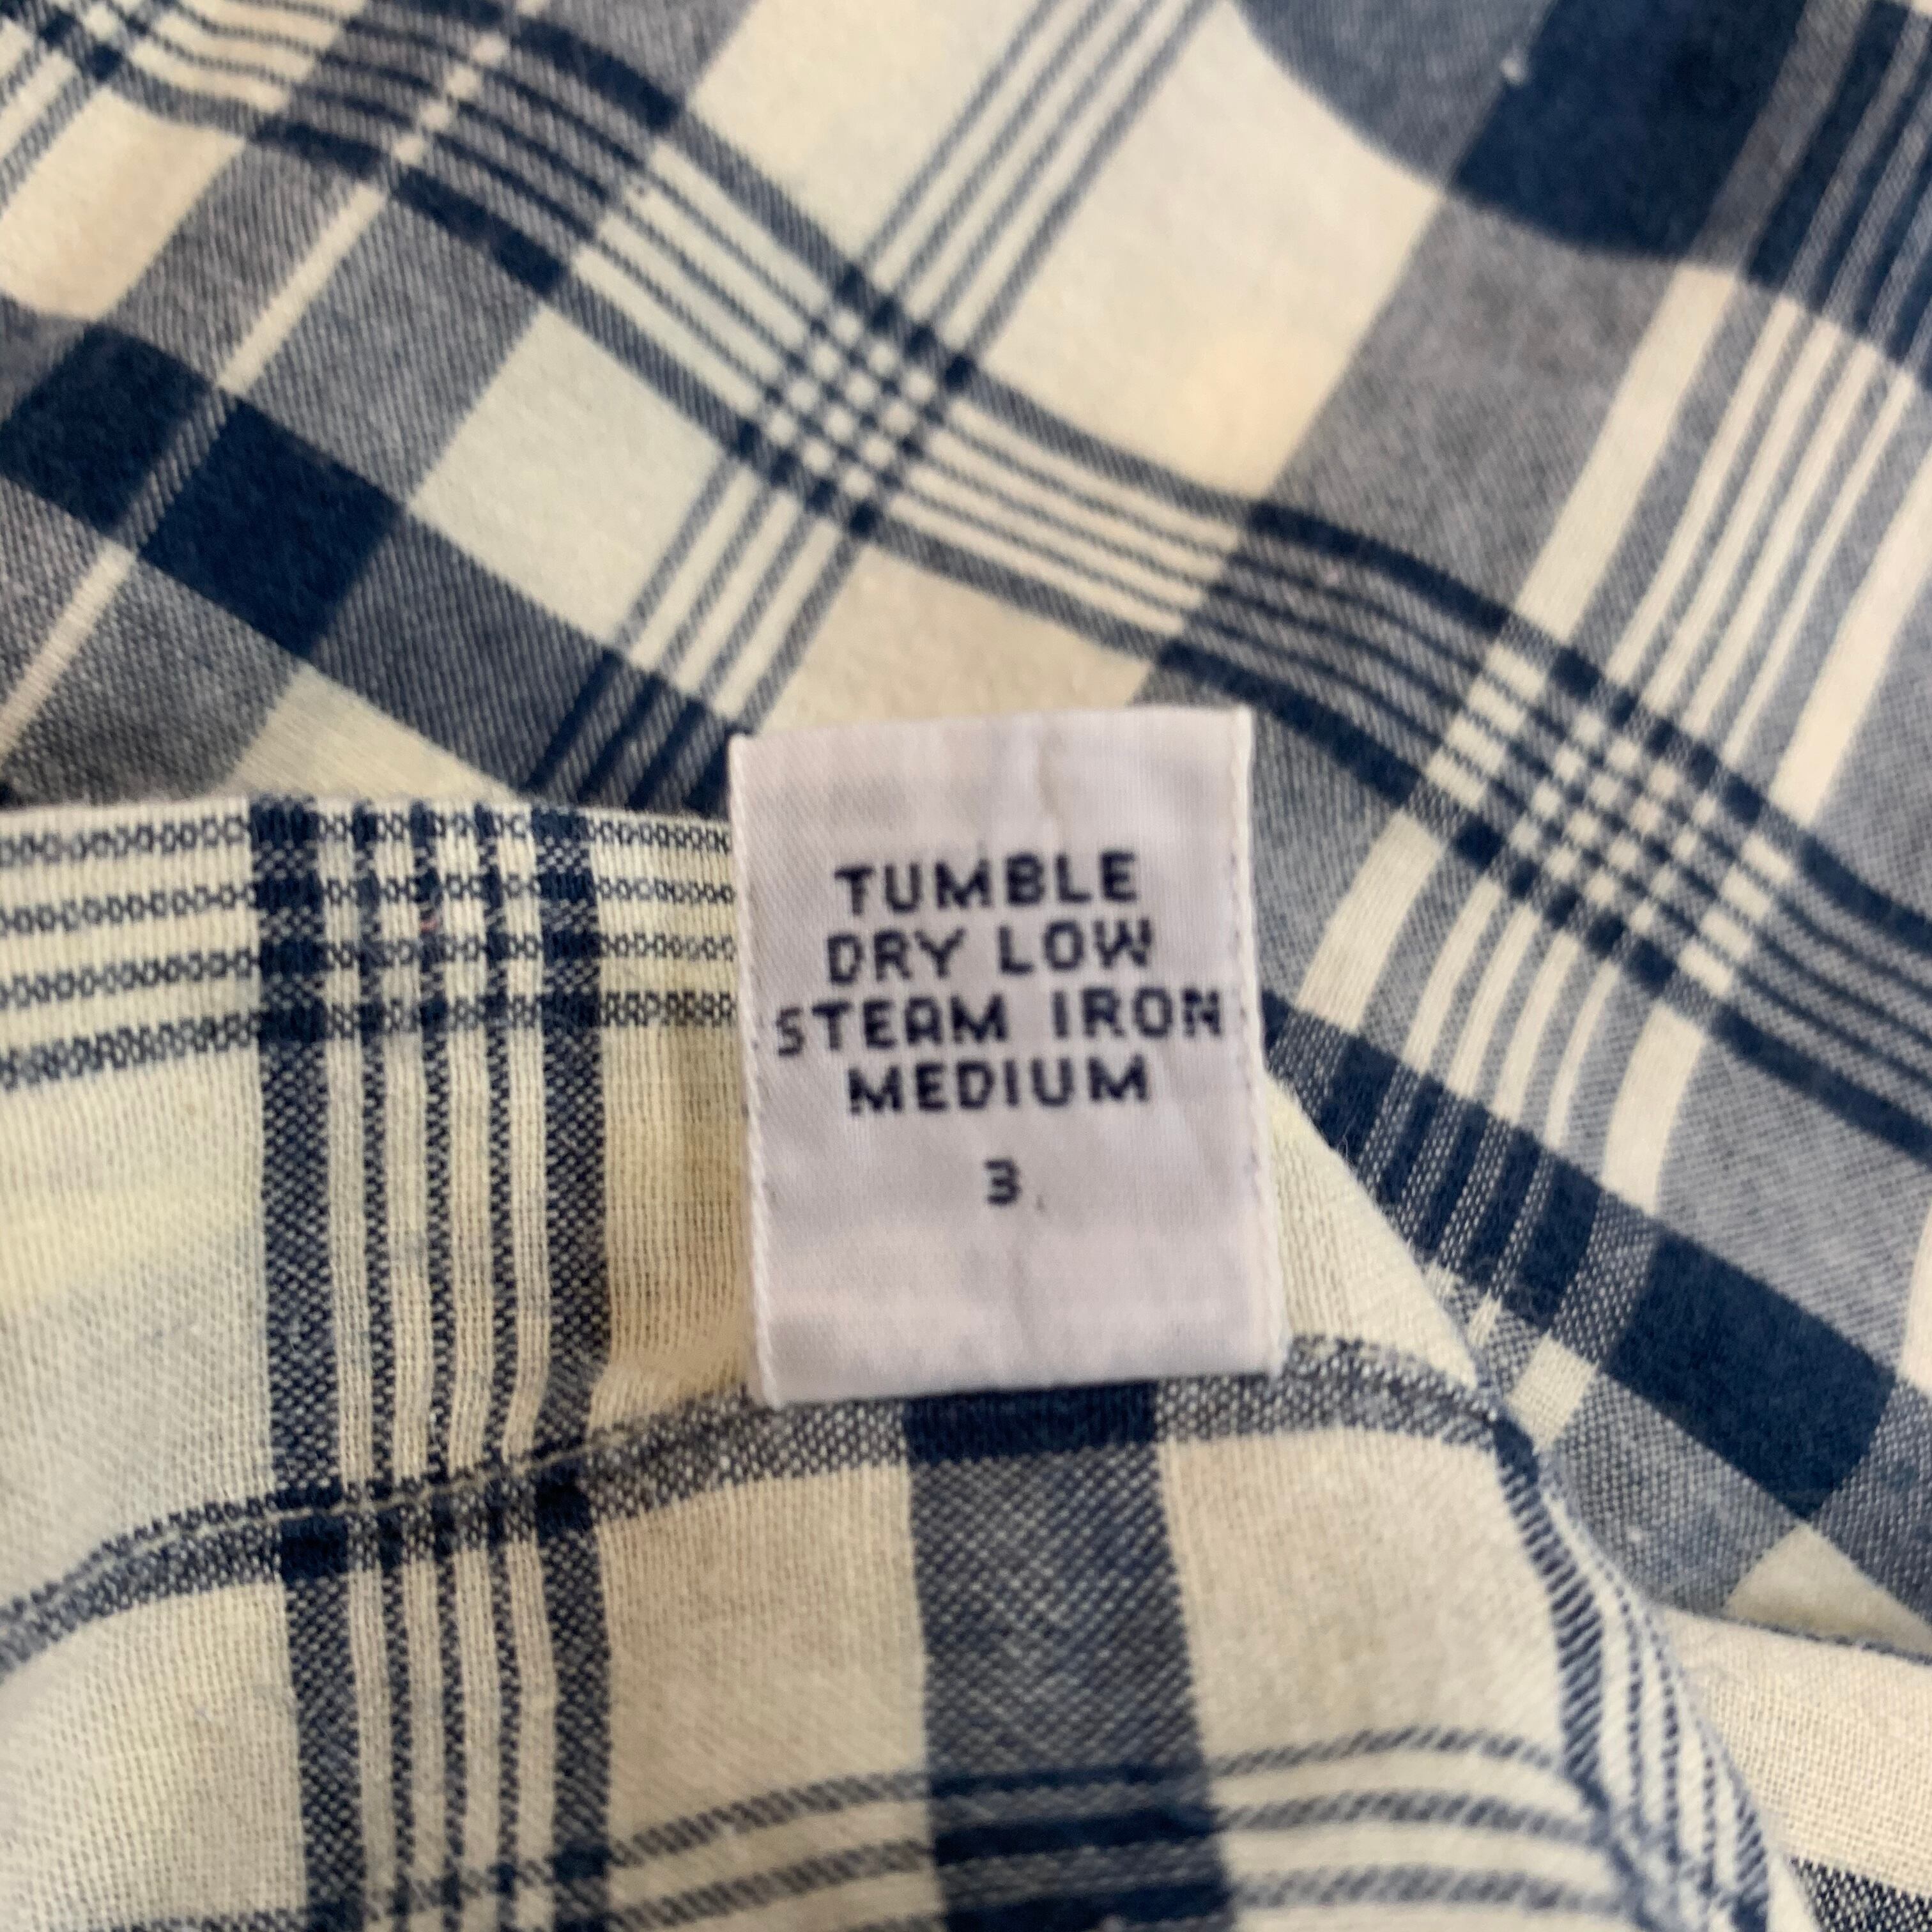 TUMBLE
DRY LOW
STEAM IRON
MEDIUM
3